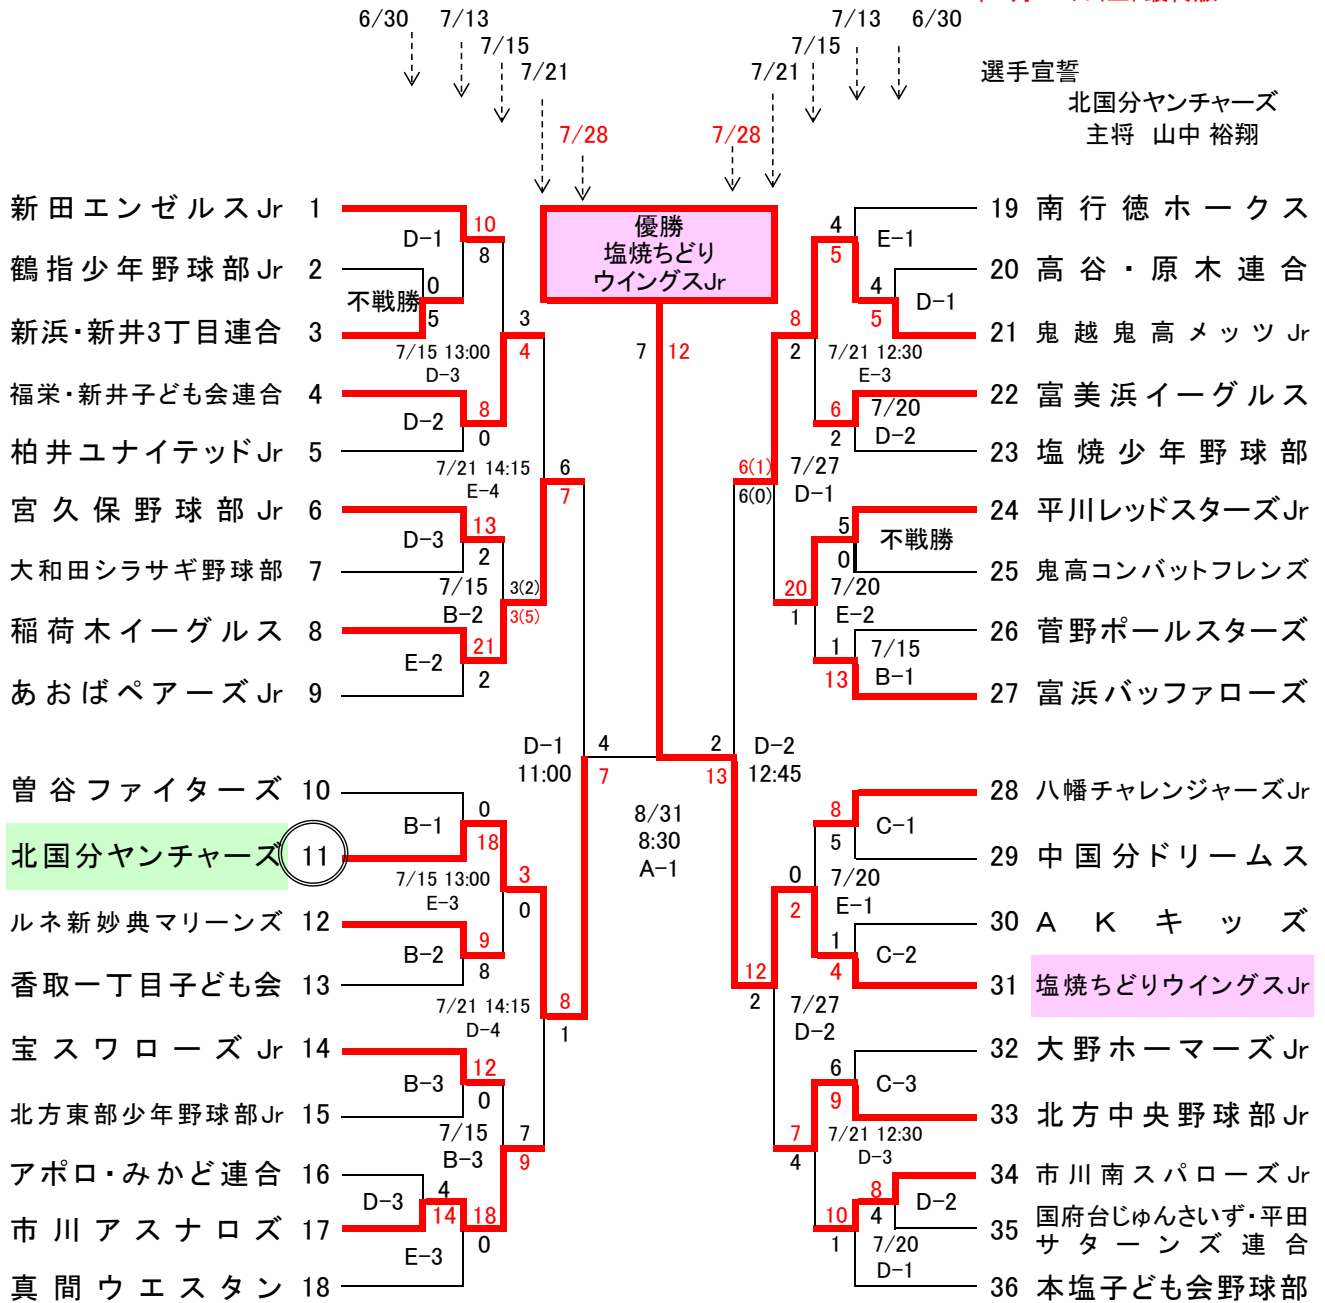 6/30
7/13
7/15
7/21
7/28
7/13
6/30
7/15
7/21
7/28
選手宣誓
北国分ヤンチャーズ
主将 山中 裕翔
優勝
塩焼ちどり
ウイングスJr
7 12
新田エンゼルスJr 1
鶴指少年野球部Jr 2
新浜・新井3丁目連合 3
福栄・新井子ども会連合 4
柏井ユナイテッドJr 5
宮久保野球部Jr 6
大和田シラサギ野球部 7
稲荷木イーグルス 8
あおばペアーズJr 9
曽谷ファイターズ 10
北国分ヤンチャーズ 11
ルネ新妙典マリーンズ 12
香取一丁目子ども会 13
宝スワローズJr 14
北方東部少年野球部Jr 15
アポロ・みかど連合 16
市川アスナロズ 17
真間ウエスタン 18
D-1
10
8
0
不戦勝
5
3
4
7/15 13:00
D-3
8
D-2
0
7/21 14:15
E-4
6
7
13
D-3
2
7/15
B-2
3(2)
3(5)
21
E-2
2
D-1
11:00
4
7
0
B-1
18
7/15 13:00
E-3
3
0
9
B-2
8
7/21 14:15
D-4
8
1
12
B-3
0
7/15
B-3
7
9
4
D-3
14
18
E-3
0
8/31
8:30
A-1
19 南行徳ホークス
20 高谷・原木連合
21 鬼越鬼高メッツJr
22 富美浜イーグルス
23 塩焼少年野球部
24 平川レッドスターズJr
25 鬼高コンバットフレンズ
26 菅野ポールスターズ
27 富浜バッファローズ
28 八幡チャレンジャーズJr
29 中国分ドリームス
30 AKキッズ
31 塩焼ちどりウイングスJr
32 大野ホーマーズJr
33 北方中央野球部Jr
34 市川南スパローズJr
35 国府台じゅんさいず・平田
サターンズ連合
36 本塩子ども会野球部
4
E-1
5
4
D-1
5
8
2
7/21 12:30
E-3
6
7/20
2
D-2
6(1)
6(0)
7/27
D-1
5
不戦勝
0
20
1
7/20
E-2
1
7/15
13
B-1
2
13
D-2
12:45
8
C-1
5
0
2
7/20
E-1
1
C-2
4
12
2
7/27
D-2
6
C-3
9
7/21 12:30
D-3
7
4
8
D-2
4
10
1
7/20
D-1